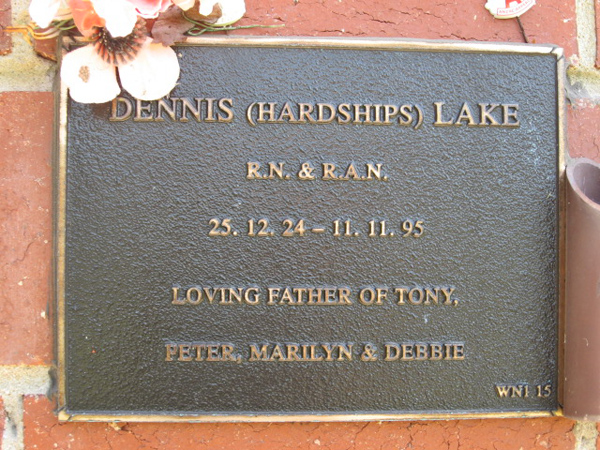 DENNIS (HARDSHIPS) LAKE
R.N. & R.A.N.
25. 12. 24 – 11. 11. 95
LOVING FATHER OF TONY,
PETER, MARILYN & DEBBIE
WN1 15